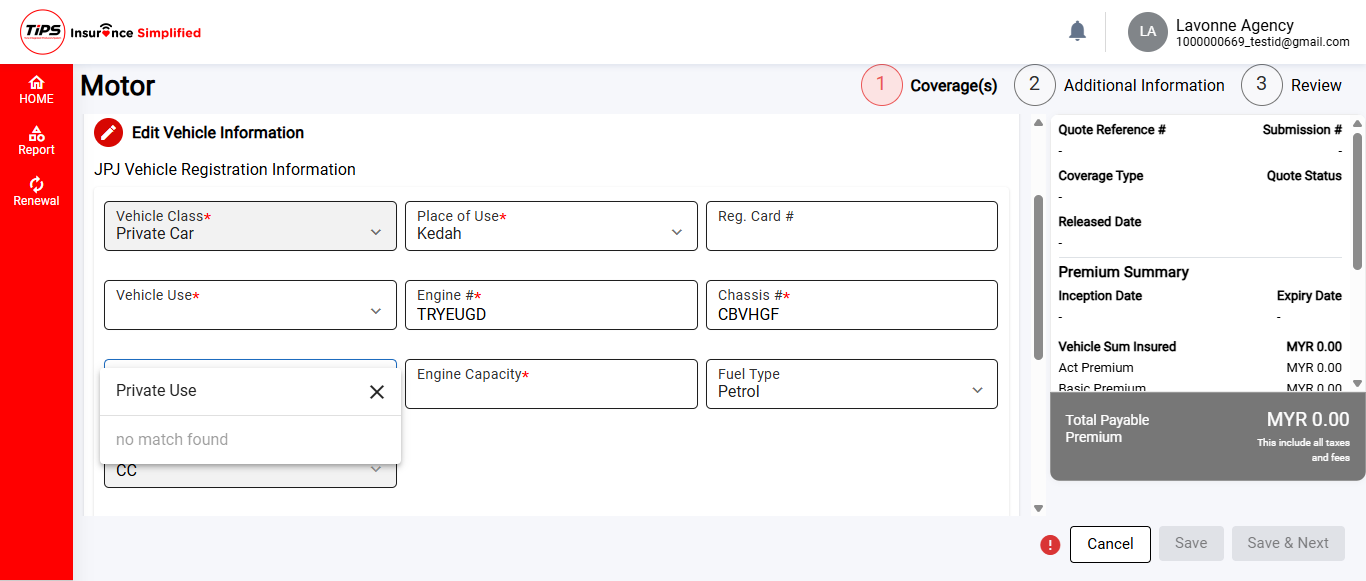 TiPS Insurance Simplified
Lavonne Agency
LA
1000000669_testid@gmail.com
HOME
Report
Renewal
Motor
1 Coverage(s) 2 Additional Information 3 Review
Edit Vehicle Information
JPJ Vehicle Registration Information
Vehicle Class*
Private Car
Place of Use*
Kedah
Reg. Card #
Vehicle Use*
Engine #*
TRYEUGD
Chassis #*
CBVHGF
Private Use
no match found
Engine Capacity*
Fuel Type
Petrol
CC
Quote Reference # Submission #
- -
Coverage Type Quote Status
-
Released Date
-
Premium Summary
Inception Date Expiry Date
- -
Vehicle Sum Insured MYR 0.00
Act Premium MYR 0.00
Basic Premium MYR 0.00
Total Payable Premium MYR 0.00
This include all taxes
and fees
Cancel Save Save & Next